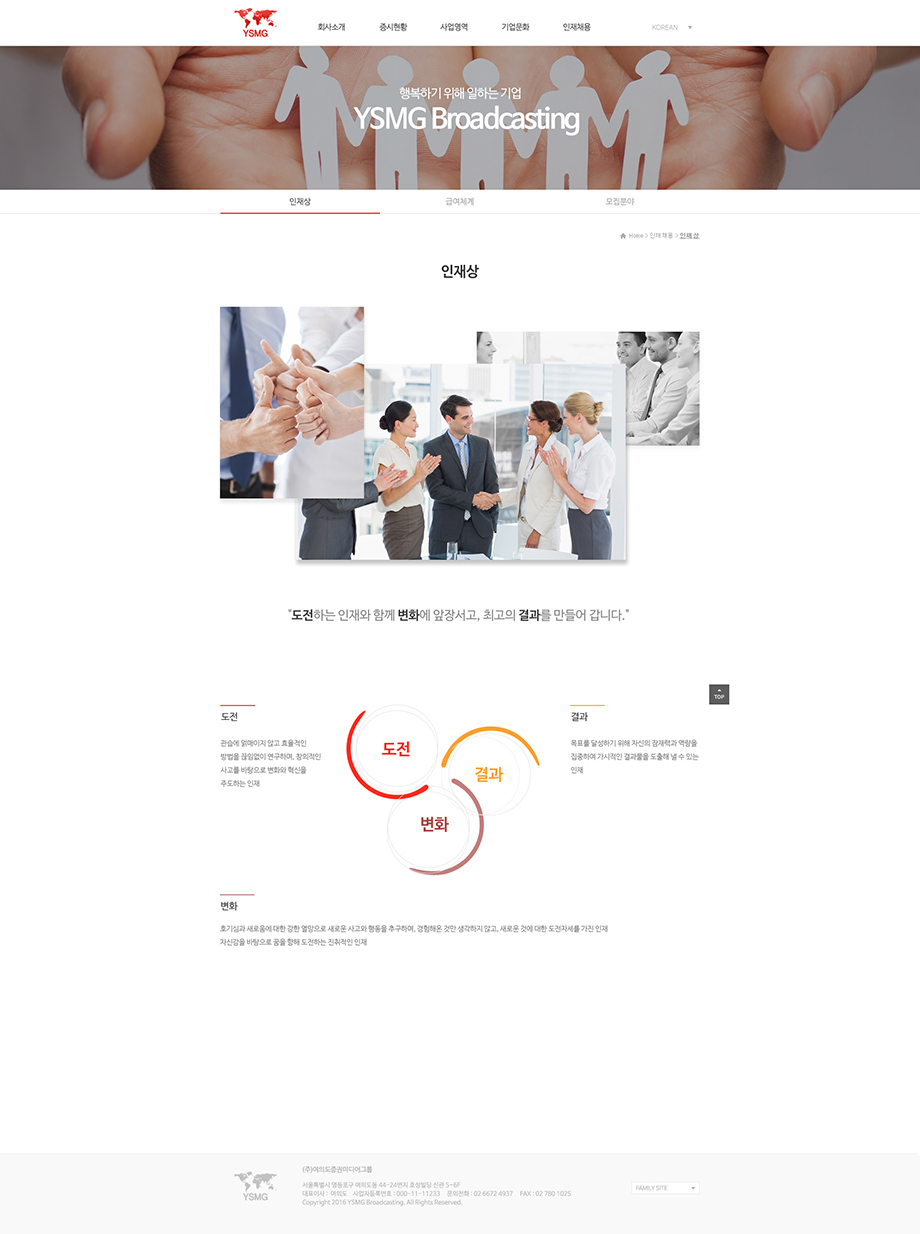 YSMG
회사소개 증시현황 사업영역 기업문화 인재채용 KOREAN
행복하기 위해 일하는 기업
YSMG Broadcasting
인재상 급여체계 모집분야
Home > 인재채용 > 인재상
인재상
"도전하는 인재와 함께 변화에 앞장서고, 최고의 결과를 만들어 갑니다."
TOP
도전
관습에 얽매이지 않고 효율적인
방법을 끊임없이 연구하며, 창의적인
사고를 바탕으로 변화와 혁신을
주도하는 인재
도전
결과
변화
결과
목표를 달성하기 위해 자신의 잠재력과 역량을
집중하여 가시적인 결과물을 도출해 낼 수 있는
인재
변화
호기심과 새로움에 대한 강한 열망으로 새로운 사고와 행동을 추구하며, 경험해온 것만 생각하지 않고, 새로운 것에 대한 도전자세를 가진 인재
자신감을 바탕으로 꿈을 향해 도전하는 진취적인 인재
YSMG
(주)여의도증권미디어그룹
서울특별시 영등포구 여의도동 44-24번지 호성빌딩 신관 5~6F
대표이사 : 여의도 사업자등록번호 : 000-11-11233 문의전화 : 02 6672 4937 FAX : 02 780 1025
Copyright 2016 YSMG Broadcasting. All Rights Reserved.
FAMILY SITE